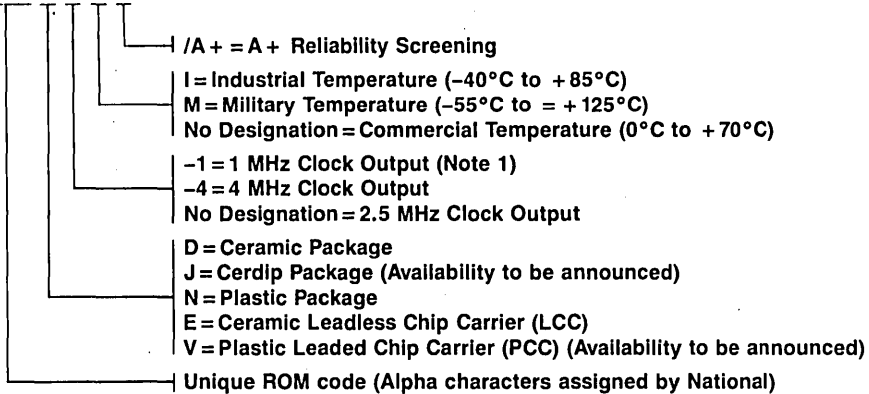 /A+ = A+ Reliability Screening
I = Industrial Temperature (–40°C to +85°C)
M = Military Temperature (–55°C to = +125°C)
No Designation = Commercial Temperature (0°C to +70°C)
–1 = 1 MHz Clock Output (Note 1)
–4 = 4 MHz Clock Output
No Designation = 2.5 MHz Clock Output
D = Ceramic Package
J = Cerdip Package (Availability to be announced)
N = Plastic Package
E = Ceramic Leadless Chip Carrier (LCC)
V = Plastic Leaded Chip Carrier (PCC) (Availability to be announced)
Unique ROM code (Alpha characters assigned by National)